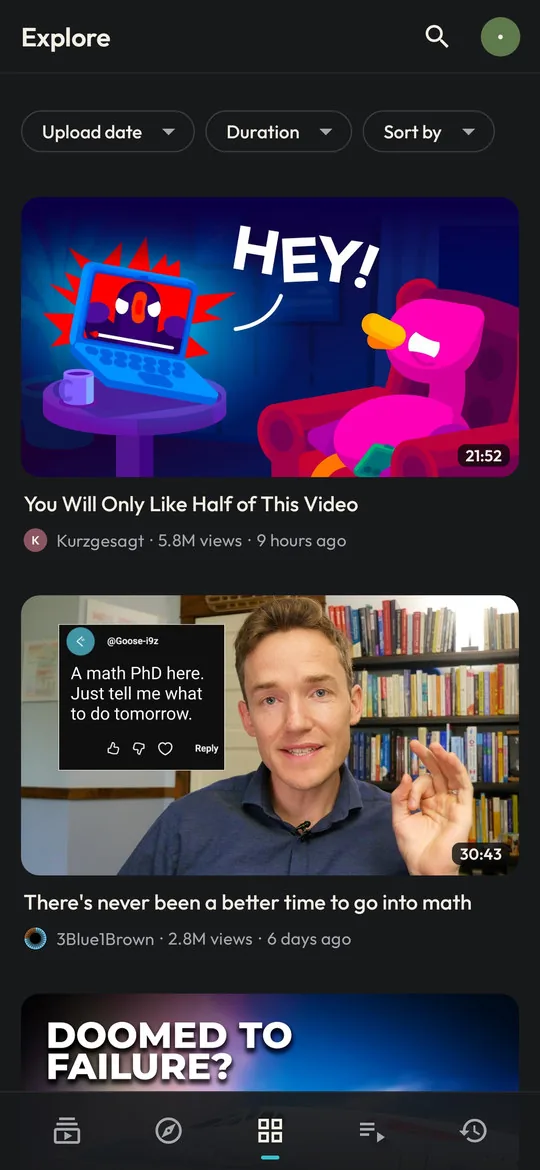 Explore
Upload date
Duration
Sort by
HEY!
21:52
You Will Only Like Half of This Video
K
Kurzgesagt · 5.8M views · 9 hours ago
@Goose-i9z
A math PhD here.
Just tell me what
to do tomorrow.
Reply
30:43
There's never been a better time to go into math
3Blue1Brown · 2.8M views · 6 days ago
DOOMED TO
FAILURE?